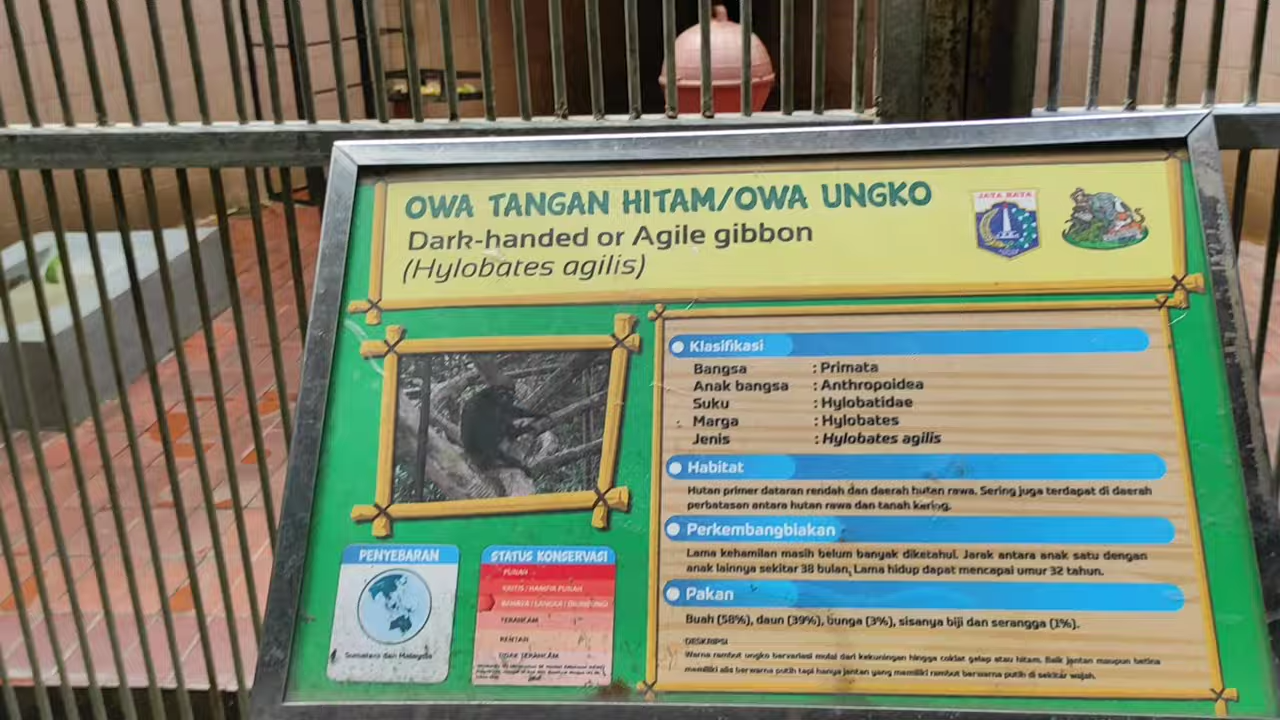 OWA TANGAN HITAM/OWA UNGKO
Dark-handed or Agile gibbon
(Hylobates agilis)
JAYA RAYA
Klasifikasi
Bangsa : Primata
Anak bangsa : Anthropoidea
Suku : Hylobatidae
Marga : Hylobates
Jenis : Hylobates agilis
Habitat
Hutan primer dataran rendah dan daerah hutan rawa. Sering juga terdapat di daerah
perbatasan antara hutan rawa dan tanah kering.
Perkembangbiakan
Lama kehamilan masih belum banyak diketahui. Jarak antara anak satu dengan
anak lainnya sekitar 38 bulan, Lama hidup dapat mencapai umur 32 tahun.
Pakan
Buah (58%), daun (39%), bunga (3%), sisanya biji dan serangga (1%).
DESKRIPSI
Warna rambut ungko bervariasi mulai dari kekuningan hingga coklat gelap atau hitam. Baik jantan maupun betina
memiliki alis berwarna putih tapi hanya jantan yang memiliki rambut berwarna putih di sekitar wajah.
PENYEBARAN
Sumatera dan Malaysia
STATUS KONSERVASI
PUNAH
KRITIS / HAMPIR PUNAH
BAHAYA / LANGKA /
TERANCAM
RENTAN
TIDAK TERANCAM